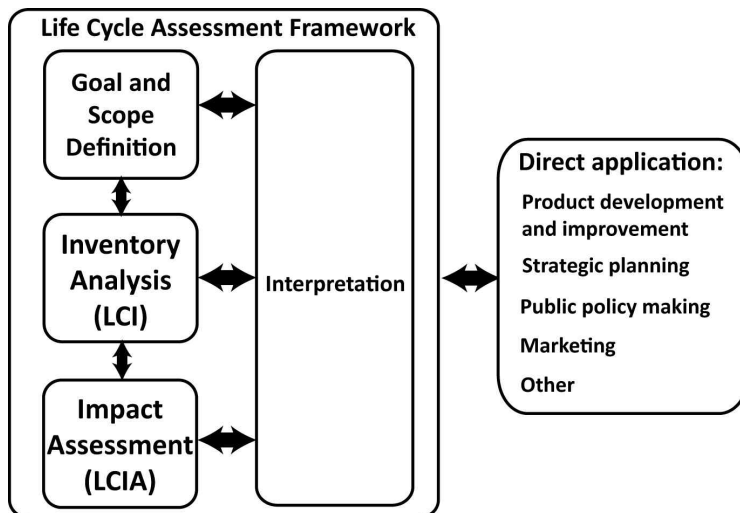 Life Cycle Assessment Framework
Goal and
Scope
Definition
Inventory
Analysis
(LCI)
Impact
Assessment
(LCIA)
Interpretation
Direct application:
Product development
and improvement
Strategic planning
Public policy making
Marketing
Other